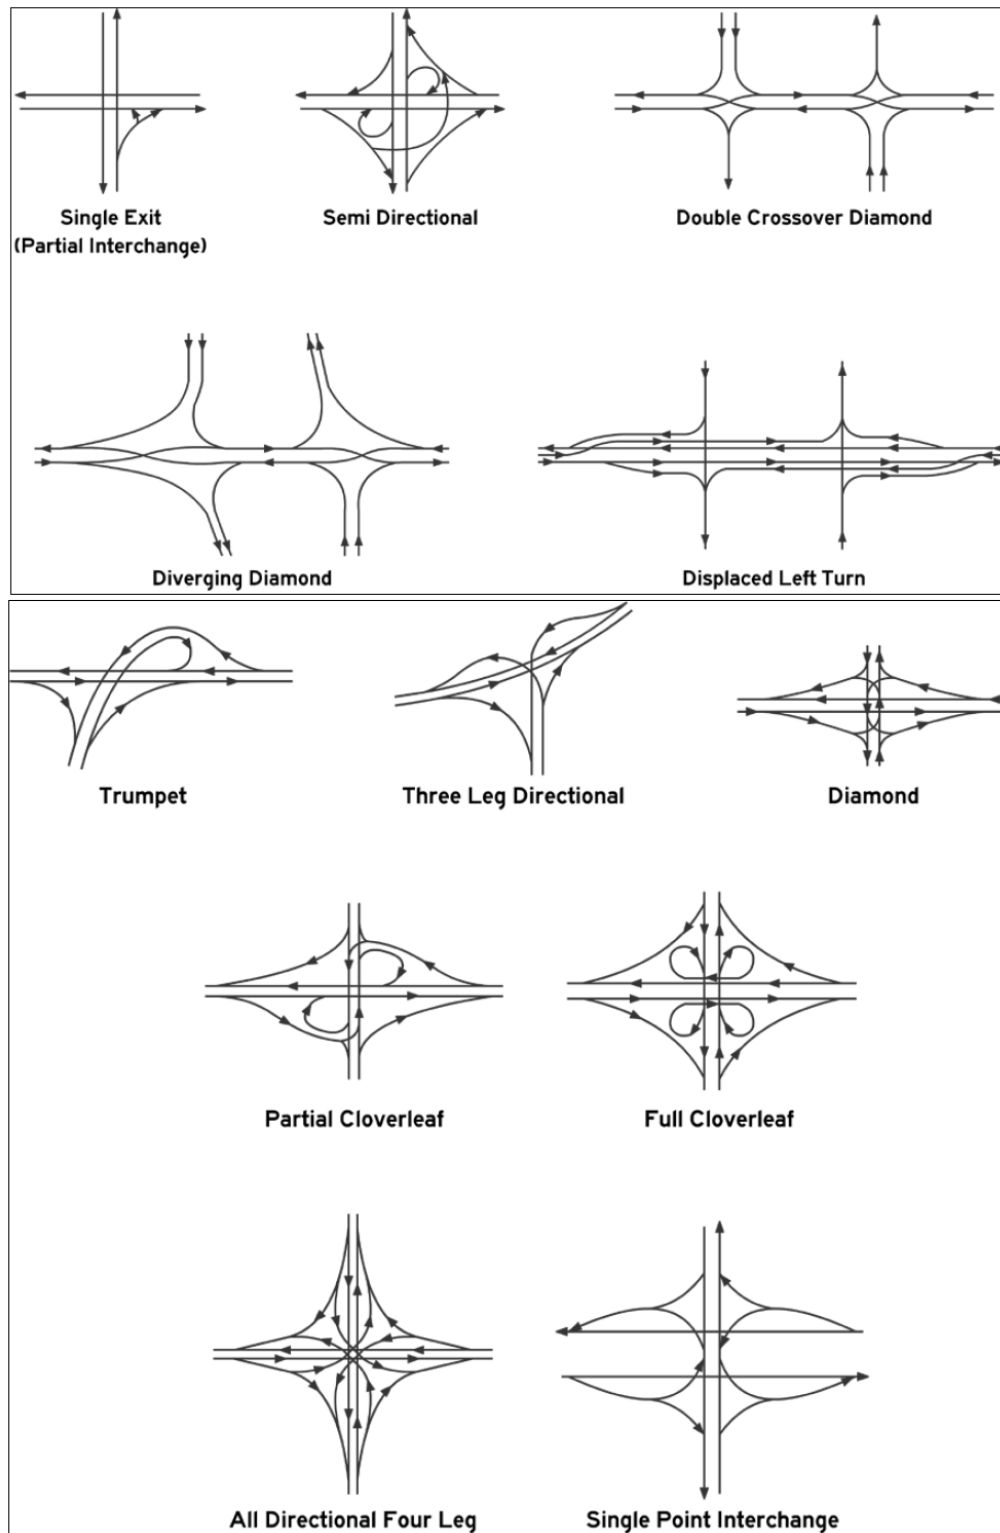 Single Exit
(Partial Interchange)
Semi Directional
Double Crossover Diamond
Diverging Diamond
Displaced Left Turn
Trumpet
Three Leg Directional
Diamond
Partial Cloverleaf
Full Cloverleaf
All Directional Four Leg
Single Point Interchange